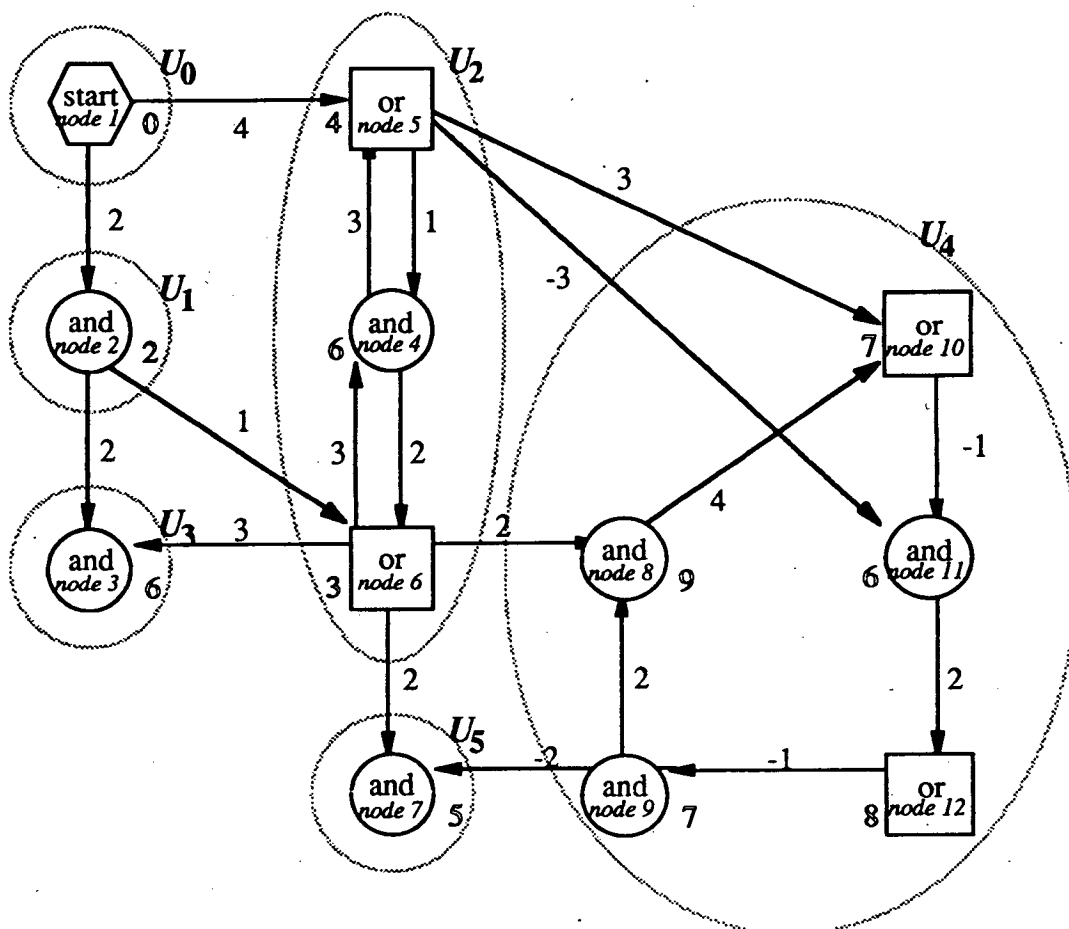 U0
U2
start
node 1
0
4
4
or
node 5
2
3
1
3
-3
U4
U1
and
node 2
2
6
and
node 4
7
or
node 10
1
2
3
2
-1
4
U3
3
2
and
node 3
6
3
or
node 6
and
node 8
9
6
and
node 11
2
2
2
U5
-2
-1
and
node 7
5
and
node 9
7
8
or
node 12